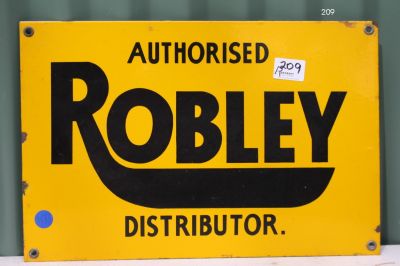 209
AUTHORISED
209
ROBLEY
DISTRIBUTOR.